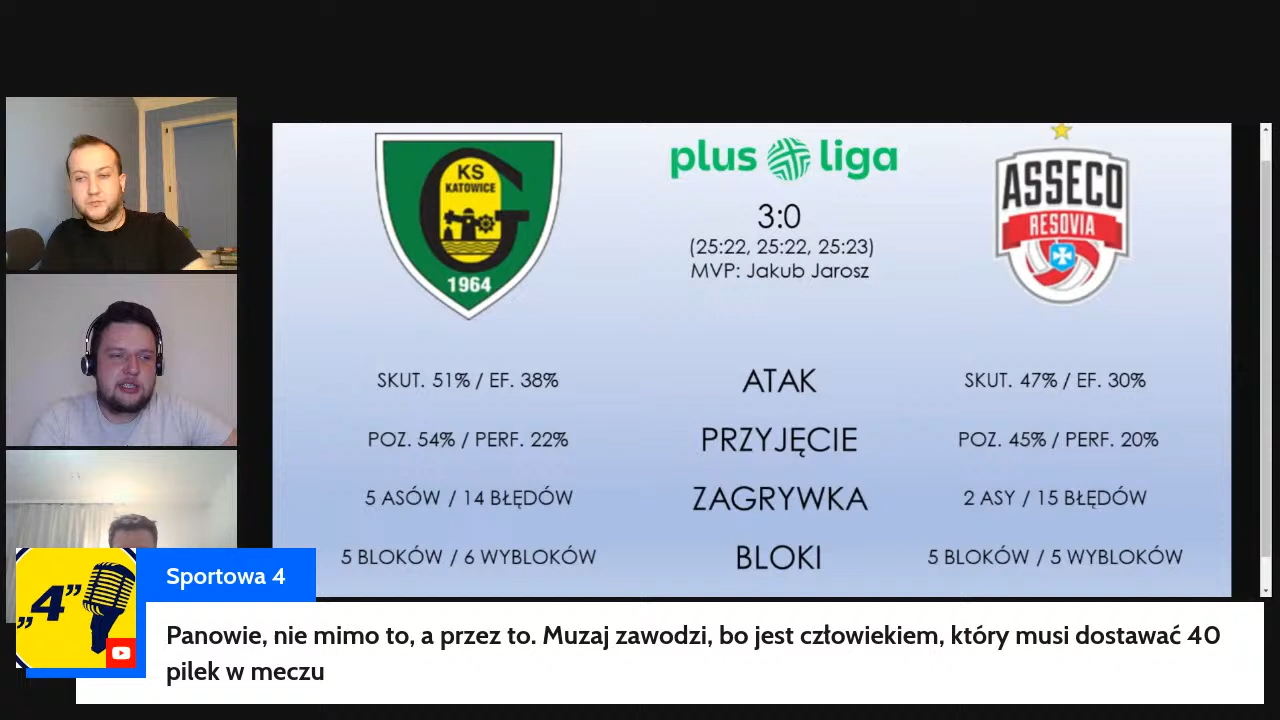 KS
KATOWICE
G
1964
plus liga
3:0
(25:22, 25:22, 25:23)
MVP: Jakub Jarosz
ASSECO
RESOVIA
SKUT. 51% / EF. 38%
ATAK
SKUT. 47% / EF. 30%
POZ. 54% / PERF. 22%
PRZYJĘCIE
POZ. 45% / PERF. 20%
5 ASÓW / 14 BŁĘDÓW
ZAGRYWKA
2 ASY / 15 BŁĘDÓW
5 BLOKÓW / 6 WYBLOKÓW
BLOKI
5 BLOKÓW / 5 WYBLOKÓW
„4”
Sportowa 4
Panowie, nie mimo to, a przez to. Muzaj zawodzi, bo jest człowiekiem, który musi dostawać 40
pilek w meczu